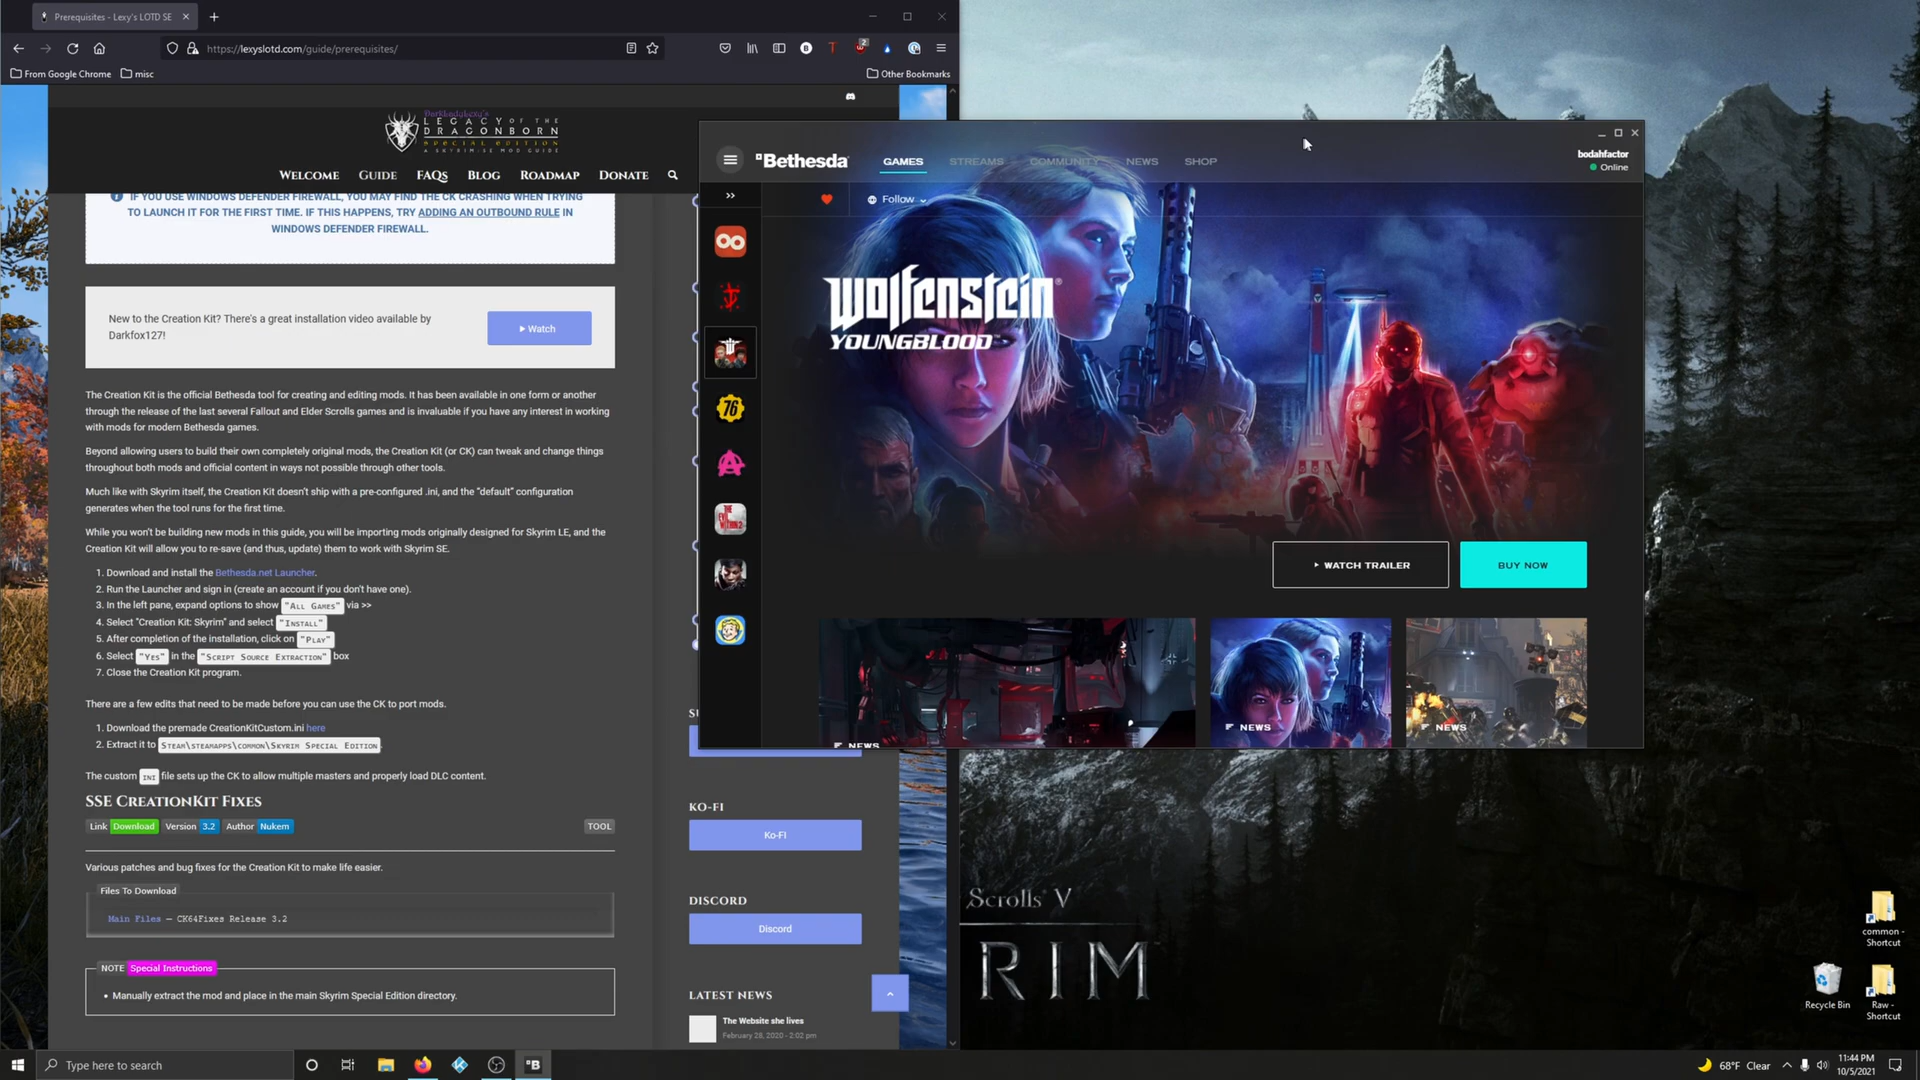 Prerequisites - Lexy's LOTD SE
https://lexyslotd.com/guide/prerequisites/
2
From Google Chrome
misc
Other Bookmarks
DarkLadyLexy's
LEGACY OF THE
DRAGONBORN
SPECIAL EDITION
A SKYRIM:SE MOD GUIDE
WELCOME
GUIDE
FAQs
BLOG
ROADMAP
DONATE
IF YOU USE WINDOWS DEFENDER FIREWALL, YOU MAY FIND THE CK CRASHING WHEN TRYING
TO LAUNCH IT FOR THE FIRST TIME. IF THIS HAPPENS, TRY ADDING AN OUTBOUND RULE IN
WINDOWS DEFENDER FIREWALL.
New to the Creation Kit? There's a great installation video available by
Darkfox127!
Watch
The Creation Kit is the official Bethesda tool for creating and editing mods. It has been available in one form or another
through the release of the last several Fallout and Elder Scrolls games and is invaluable if you have any interest in working
with mods for modern Bethesda games.
Beyond allowing users to build their own completely original mods, the Creation Kit (or CK) can tweak and change things
throughout both mods and official content in ways not possible through other tools.
Much like with Skyrim itself, the Creation Kit doesn't ship with a pre-configured .ini, and the "default" configuration
generates when the tool runs for the first time.
While you won't be building new mods in this guide, you will be importing mods originally designed for Skyrim LE, and the
Creation Kit will allow you to re-save (and thus, update) them to work with Skyrim SE.
1. Download and install the Bethesda.net Launcher.
2. Run the Launcher and sign in (create an account if you don't have one).
3. In the left pane, expand options to show "ALL GAMES" via >>
4. Select "Creation Kit: Skyrim" and select "INSTALL"
5. After completion of the installation, click on "PLAY"
6. Select "YES" in the "SCRIPT SOURCE EXTRACTION" box
7. Close the Creation Kit program.
There are a few edits that need to be made before you can use the CK to port mods.
1. Download the premade CreationKitCustom.ini here
2. Extract it to STEAM\STEAMAPPS\COMMON\SKYRIM SPECIAL EDITION.
The custom INI file sets up the CK to allow multiple masters and properly load DLC content.
SSE CREATIONKIT FIXES
Link Download Version 3.2 Author Nukem
TOOL
Various patches and bug fixes for the Creation Kit to make life easier.
Files To Download
Main Files – CK64Fixes Release 3.2
NOTE Special Instructions
• Manually extract the mod and place in the main Skyrim Special Edition directory.
KO-FI
Ko-FI
DISCORD
Discord
LATEST NEWS
The Website she lives
February 28, 2020 - 2:02 pm
Bethesda
GAMES
STREAMS
COMMUNITY
NEWS
SHOP
bodahfactor
Online
>>
Follow
76
THE EVIL WITHIN 2
Wolfenstein
YOUNGBLOOD
WATCH TRAILER
BUY NOW
NEWS
NEWS
NEWS
Scrolls V
RIM
common -
Shortcut
Recycle Bin
Raw -
Shortcut
Type here to search
68°F Clear
11:44 PM
10/5/2021